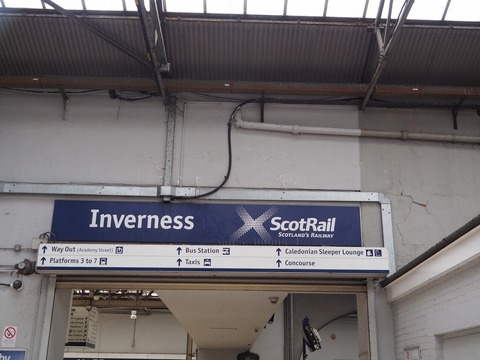 Inverness
ScotRail
SCOTLAND'S RAILWAY
Way Out (Academy Street)
Bus Station
Caledonian Sleeper Lounge
Platforms 3 to 7
Taxis
Concourse